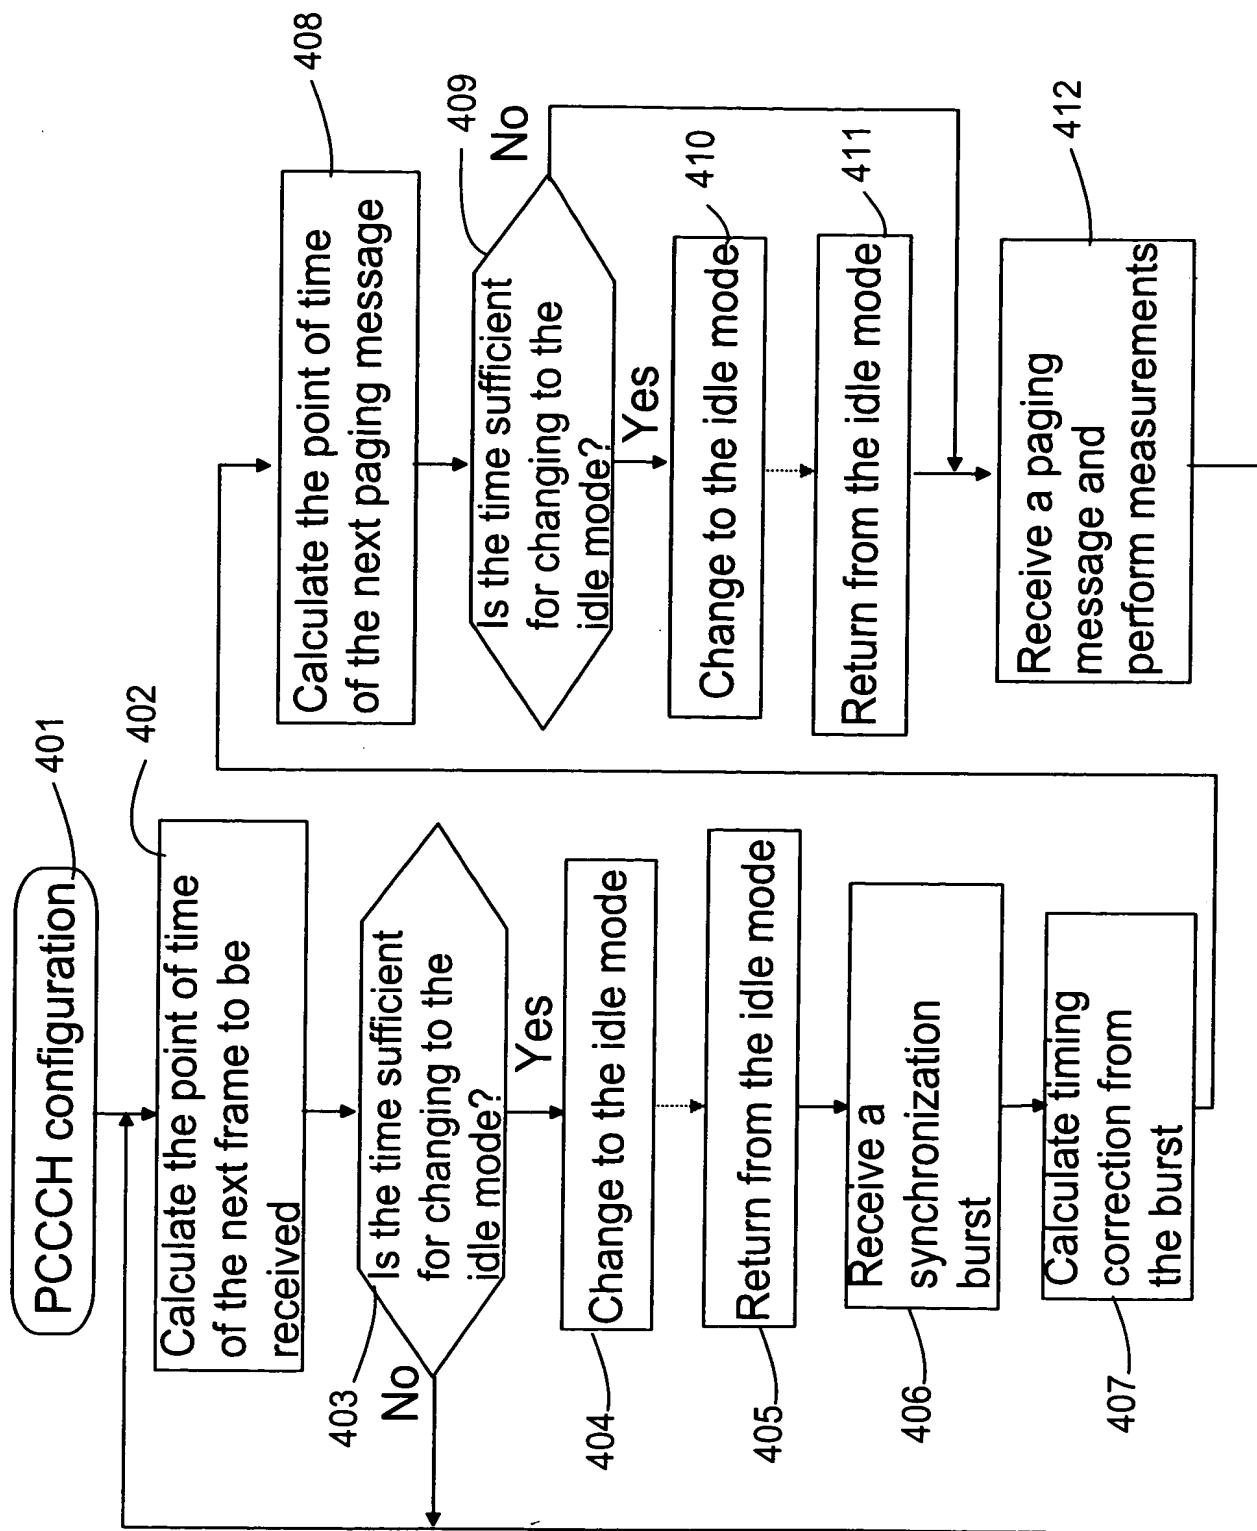 PCCCH configuration
401
Calculate the point of time
of the next frame to be
received
402
Is the time sufficient
for changing to the
idle mode?
403
No
Yes
Change to the idle mode
404
Return from the idle mode
405
Receive a
synchronization
burst
406
Calculate timing
correction from
the burst
407
Calculate the point of time
of the next paging message
408
Is the time sufficient
for changing to the
idle mode?
409
No
Yes
Change to the idle mode
410
Return from the idle mode
411
Receive a paging
message and
perform measurements
412